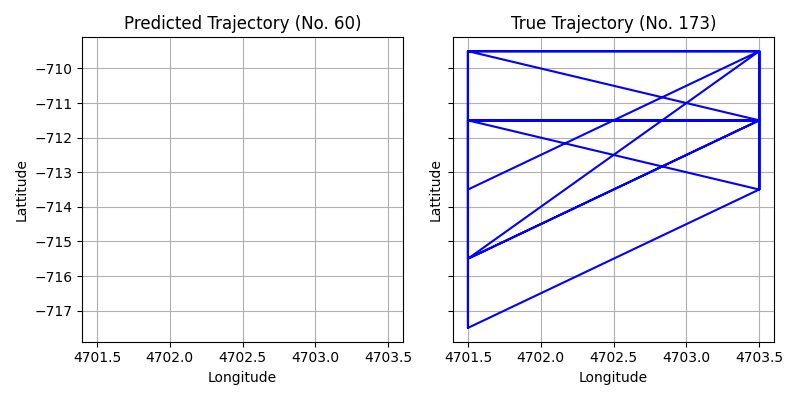 Predicted Trajectory (No. 60)
Lattitude
−710
−711
−712
−713
−714
−715
−716
−717
4701.5 4702.0 4702.5 4703.0 4703.5
Longitude
True Trajectory (No. 173)
Lattitude
4701.5 4702.0 4702.5 4703.0 4703.5
Longitude